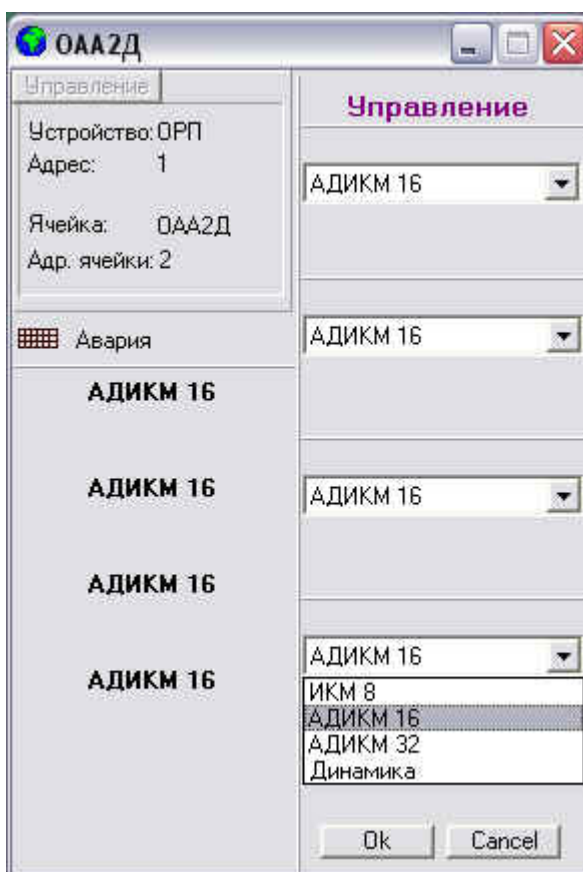 ОАА2Д
Управление
Устройство: ОРП
Адрес: 1
Ячейка: ОАА2Д
Адр. ячейки: 2
Авария
АДИКМ 16
АДИКМ 16
АДИКМ 16
АДИКМ 16
Управление
АДИКМ 16
АДИКМ 16
АДИКМ 16
АДИКМ 16
ИКМ 8
АДИКМ 16
АДИКМ 32
Динамика
Ok Cancel